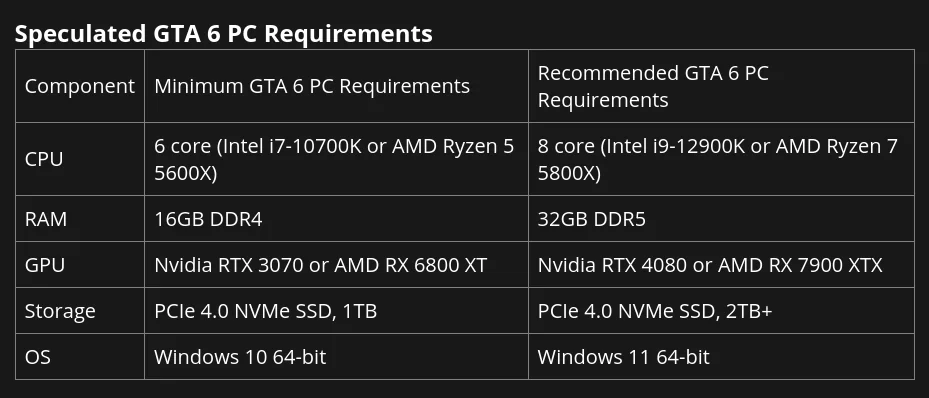 Speculated GTA 6 PC Requirements
Component Minimum GTA 6 PC Requirements Recommended GTA 6 PC Requirements
CPU 6 core (Intel i7-10700K or AMD Ryzen 5 5600X) 8 core (Intel i9-12900K or AMD Ryzen 7 5800X)
RAM 16GB DDR4 32GB DDR5
GPU Nvidia RTX 3070 or AMD RX 6800 XT Nvidia RTX 4080 or AMD RX 7900 XTX
Storage PCIe 4.0 NVMe SSD, 1TB PCIe 4.0 NVMe SSD, 2TB+
OS Windows 10 64-bit Windows 11 64-bit